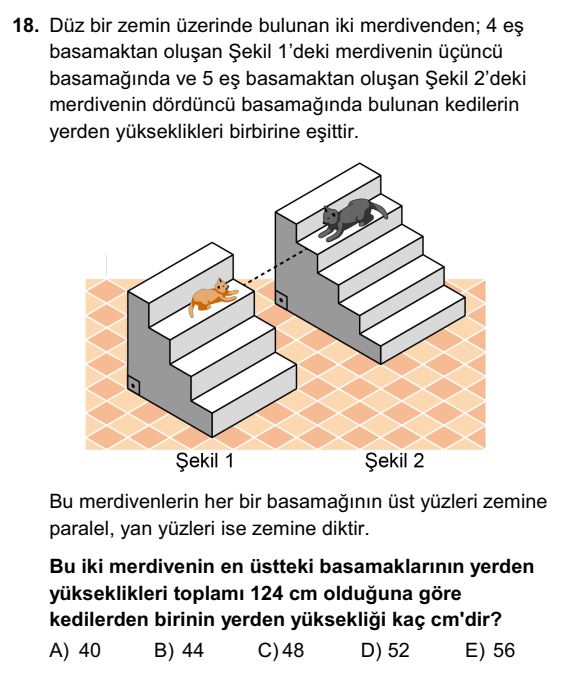 18. Düz bir zemin üzerinde bulunan iki merdivenden; 4 eş
basamaktan oluşan Şekil 1’deki merdivenin üçüncü
basamağında ve 5 eş basamaktan oluşan Şekil 2’deki
merdivenin dördüncü basamağında bulunan kedilerin
yerden yükseklikleri birbirine eşittir.
Şekil 1 Şekil 2
Bu merdivenlerin her bir basamağının üst yüzleri zemine
paralel, yan yüzleri ise zemine diktir.
Bu iki merdivenin en üstteki basamaklarının yerden
yükseklikleri toplamı 124 cm olduğuna göre
kedilerden birinin yerden yüksekliği kaç cm'dir?
A) 40 B) 44 C) 48 D) 52 E) 56